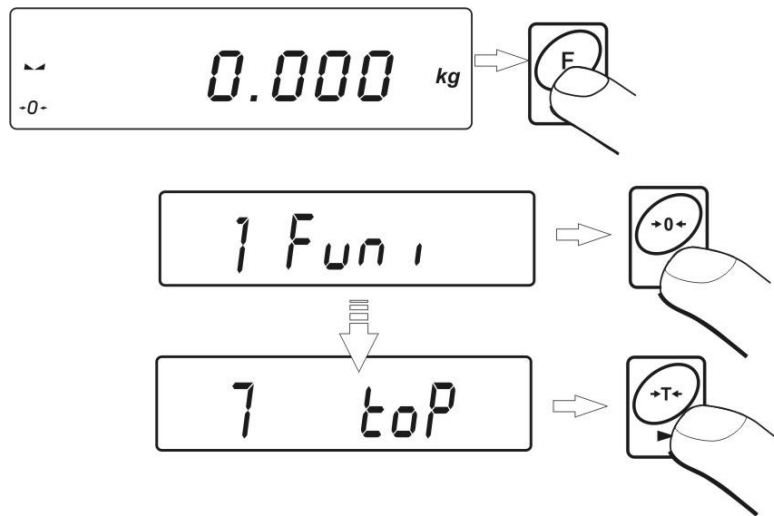 0.000 kg F
→0←
1 Funi →0←
7 toP →T←